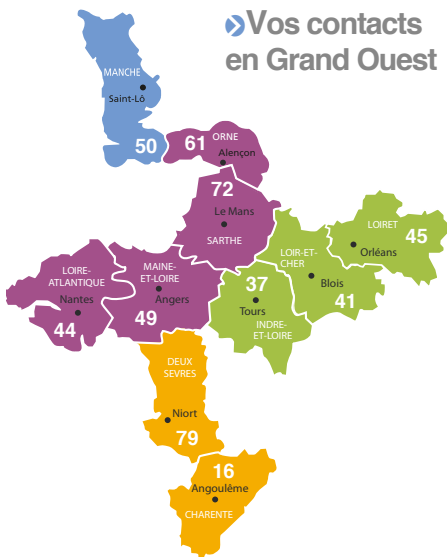 Vos contacts
en Grand Ouest
MANCHE
Saint-Lô
50
61
ORNE
Alençon
72
Le Mans
SARTHE
LOIRET
45
Orléans
LOIR-ET-
CHER
Blois
41
LOIRE-
ATLANTIQUE
Nantes
44
MAINE-
ET-LOIRE
Angers
49
37
Tours
INDRE-
ET-LOIRE
DEUX
SEVRES
Niort
79
16
Angoulême
CHARENTE